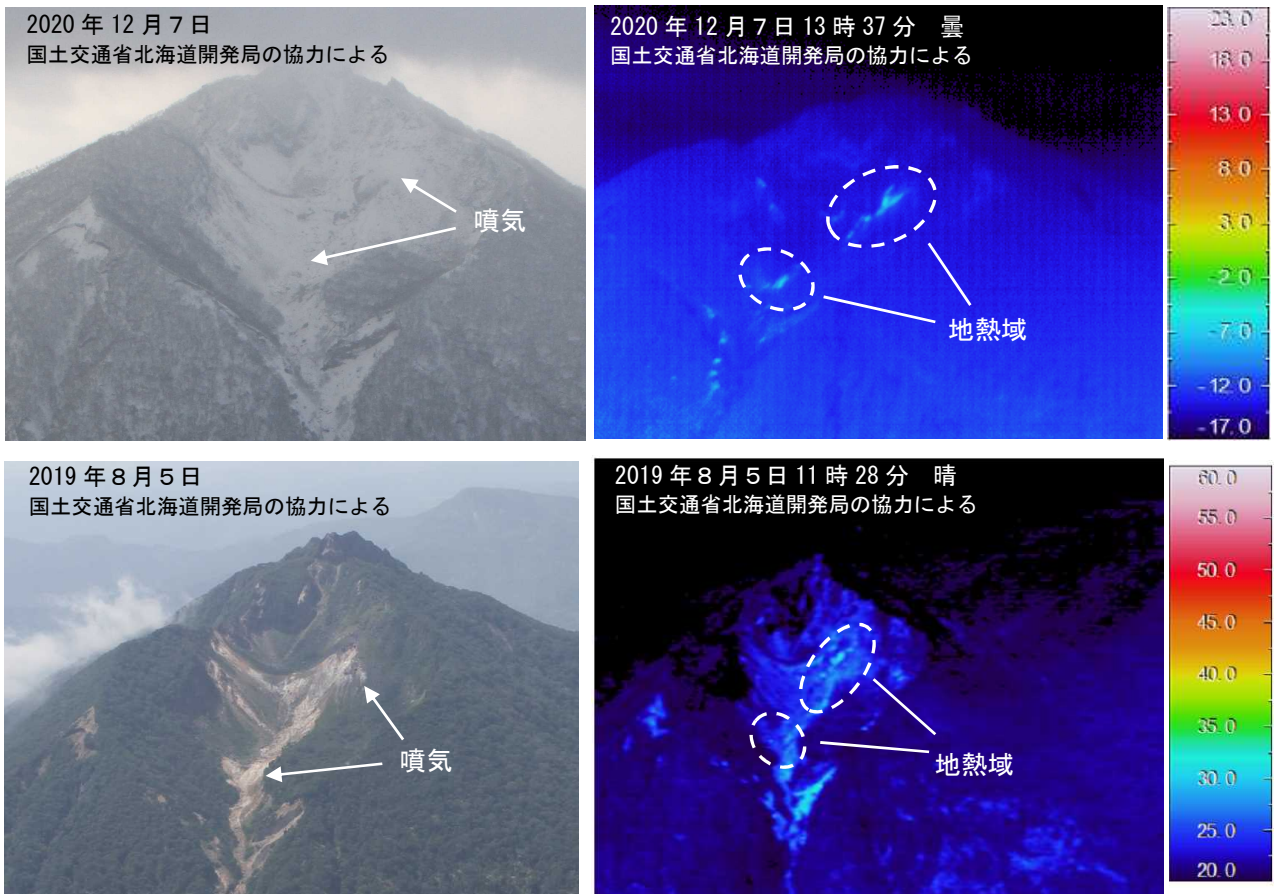 2020 年 12 月 7 日
国土交通省北海道開発局の協力による
噴気
2020 年 12 月 7 日 13 時 37 分　曇
国土交通省北海道開発局の協力による
地熱域
23.0
18.0
13.0
8.0
3.0
-2.0
-7.0
-12.0
-17.0
2019 年 8 月 5 日
国土交通省北海道開発局の協力による
噴気
2019 年 8 月 5 日 11 時 28 分　晴
国土交通省北海道開発局の協力による
地熱域
60.0
55.0
50.0
45.0
40.0
35.0
30.0
25.0
20.0